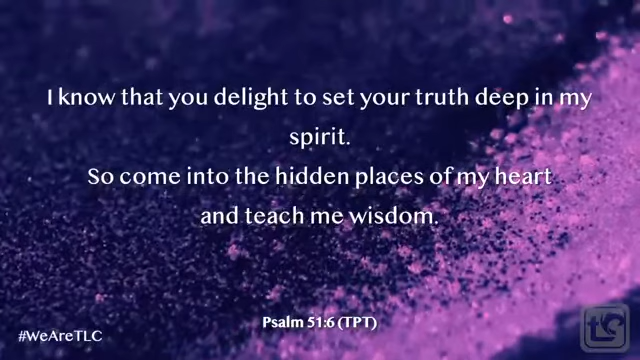 I know that you delight to set your truth deep in my
spirit.
So come into the hidden places of my heart
and teach me wisdom.
Psalm 51:6 (TPT)
#WeAreTLC